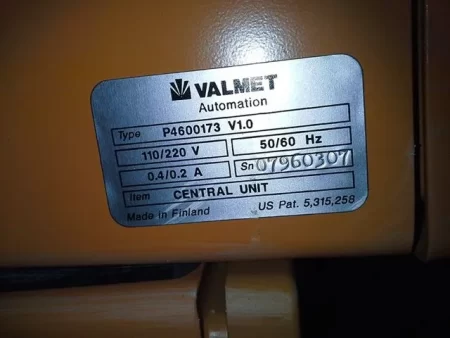 VALMET
Automation
Type P4600173 V1.0
110/220 V 50/60 Hz
0.4/0.2 A Sn 07960307
Item CENTRAL UNIT
Made in Finland US Pat. 5,315,258